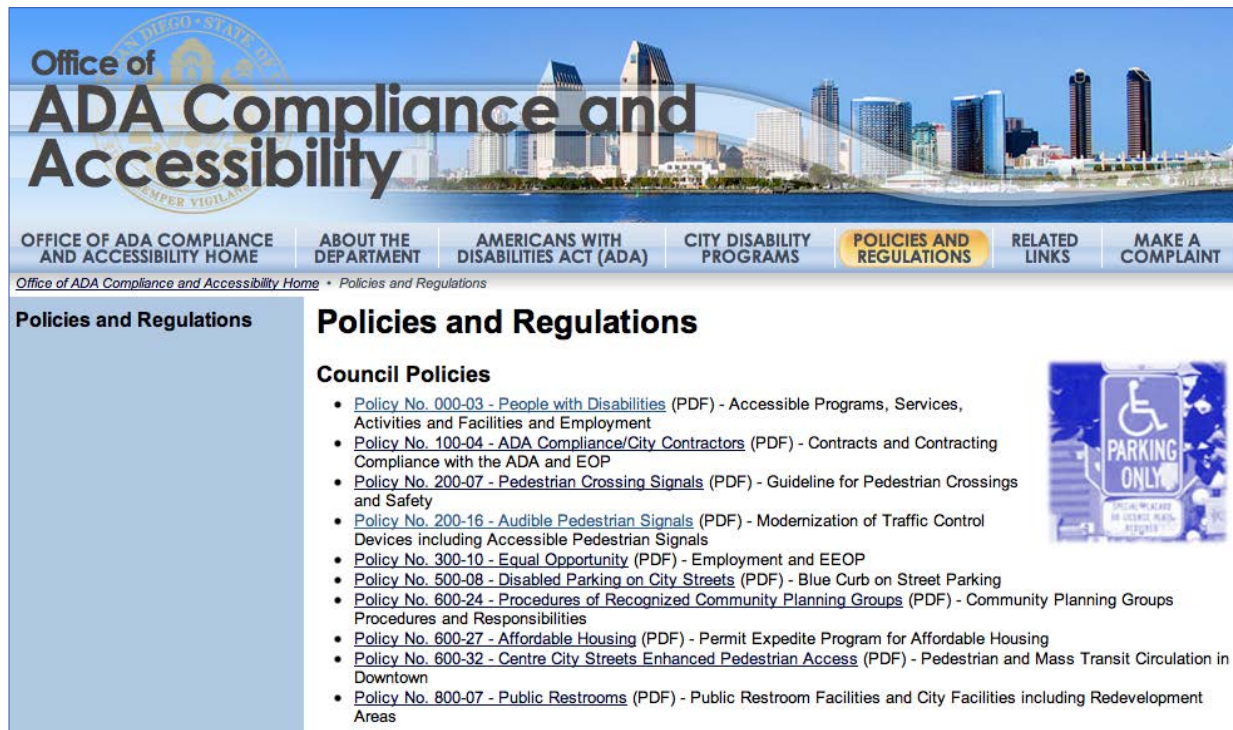 Office of
ADA Compliance and
Accessibility
SAN DIEGO · STATE OF
SEMPER VIGILANS
OFFICE OF ADA COMPLIANCE
AND ACCESSIBILITY HOME
ABOUT THE
DEPARTMENT
AMERICANS WITH
DISABILITIES ACT (ADA)
CITY DISABILITY
PROGRAMS
POLICIES AND
REGULATIONS
RELATED
LINKS
MAKE A
COMPLAINT
Office of ADA Compliance and Accessibility Home • Policies and Regulations
Policies and Regulations
Policies and Regulations
Council Policies
• Policy No. 000-03 - People with Disabilities (PDF) - Accessible Programs, Services,
Activities and Facilities and Employment
• Policy No. 100-04 - ADA Compliance/City Contractors (PDF) - Contracts and Contracting
Compliance with the ADA and EOP
• Policy No. 200-07 - Pedestrian Crossing Signals (PDF) - Guideline for Pedestrian Crossings
and Safety
• Policy No. 200-16 - Audible Pedestrian Signals (PDF) - Modernization of Traffic Control
Devices including Accessible Pedestrian Signals
• Policy No. 300-10 - Equal Opportunity (PDF) - Employment and EEOP
• Policy No. 500-08 - Disabled Parking on City Streets (PDF) - Blue Curb on Street Parking
• Policy No. 600-24 - Procedures of Recognized Community Planning Groups (PDF) - Community Planning Groups
Procedures and Responsibilities
• Policy No. 600-27 - Affordable Housing (PDF) - Permit Expedite Program for Affordable Housing
• Policy No. 600-32 - Centre City Streets Enhanced Pedestrian Access (PDF) - Pedestrian and Mass Transit Circulation in
Downtown
• Policy No. 800-07 - Public Restrooms (PDF) - Public Restroom Facilities and City Facilities including Redevelopment
Areas
PARKING
ONLY